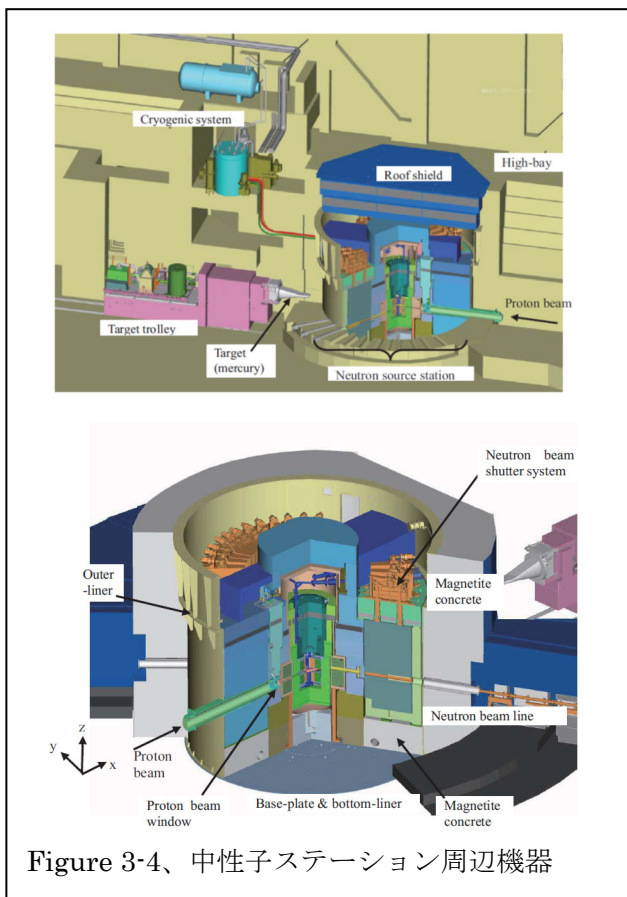 Cryogenic system
Roof shield
High-bay
Proton beam
Target trolley
Target
(mercury)
Neutron source station
Neutron beam
shutter system
Outer
-liner
Magnetite
concrete
Neutron beam line
z
y
x
Proton
beam
Proton beam
window
Base-plate & bottom-liner
Magnetite
concrete
Figure 3-4、中性子ステーション周辺機器